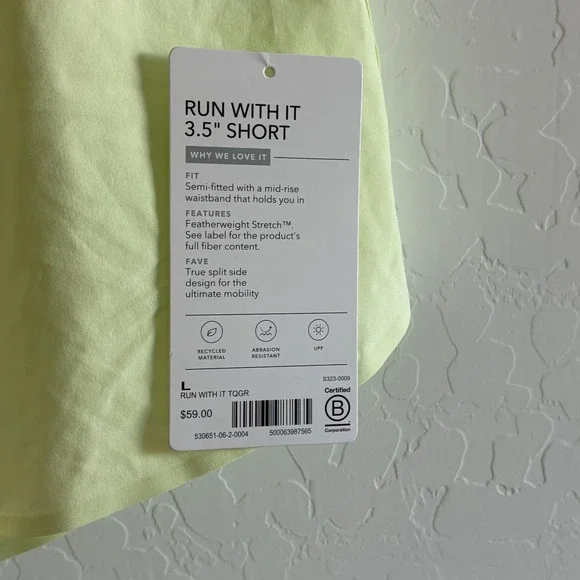 RUN WITH IT
3.5" SHORT
WHY WE LOVE IT
FIT
Semi-fitted with a mid-rise
waistband that holds you in
FEATURES
Featherweight Stretch™.
See label for the product's
full fiber content.
FAVE
True split side
design for the
ultimate mobility
RECYCLED
MATERIAL
ABRASION
RESISTANT
UPF
L
S323-0009
RUN WITH IT TQGR
$59.00
530651-06-2-0004
500063987565
Certified
B
Corporation